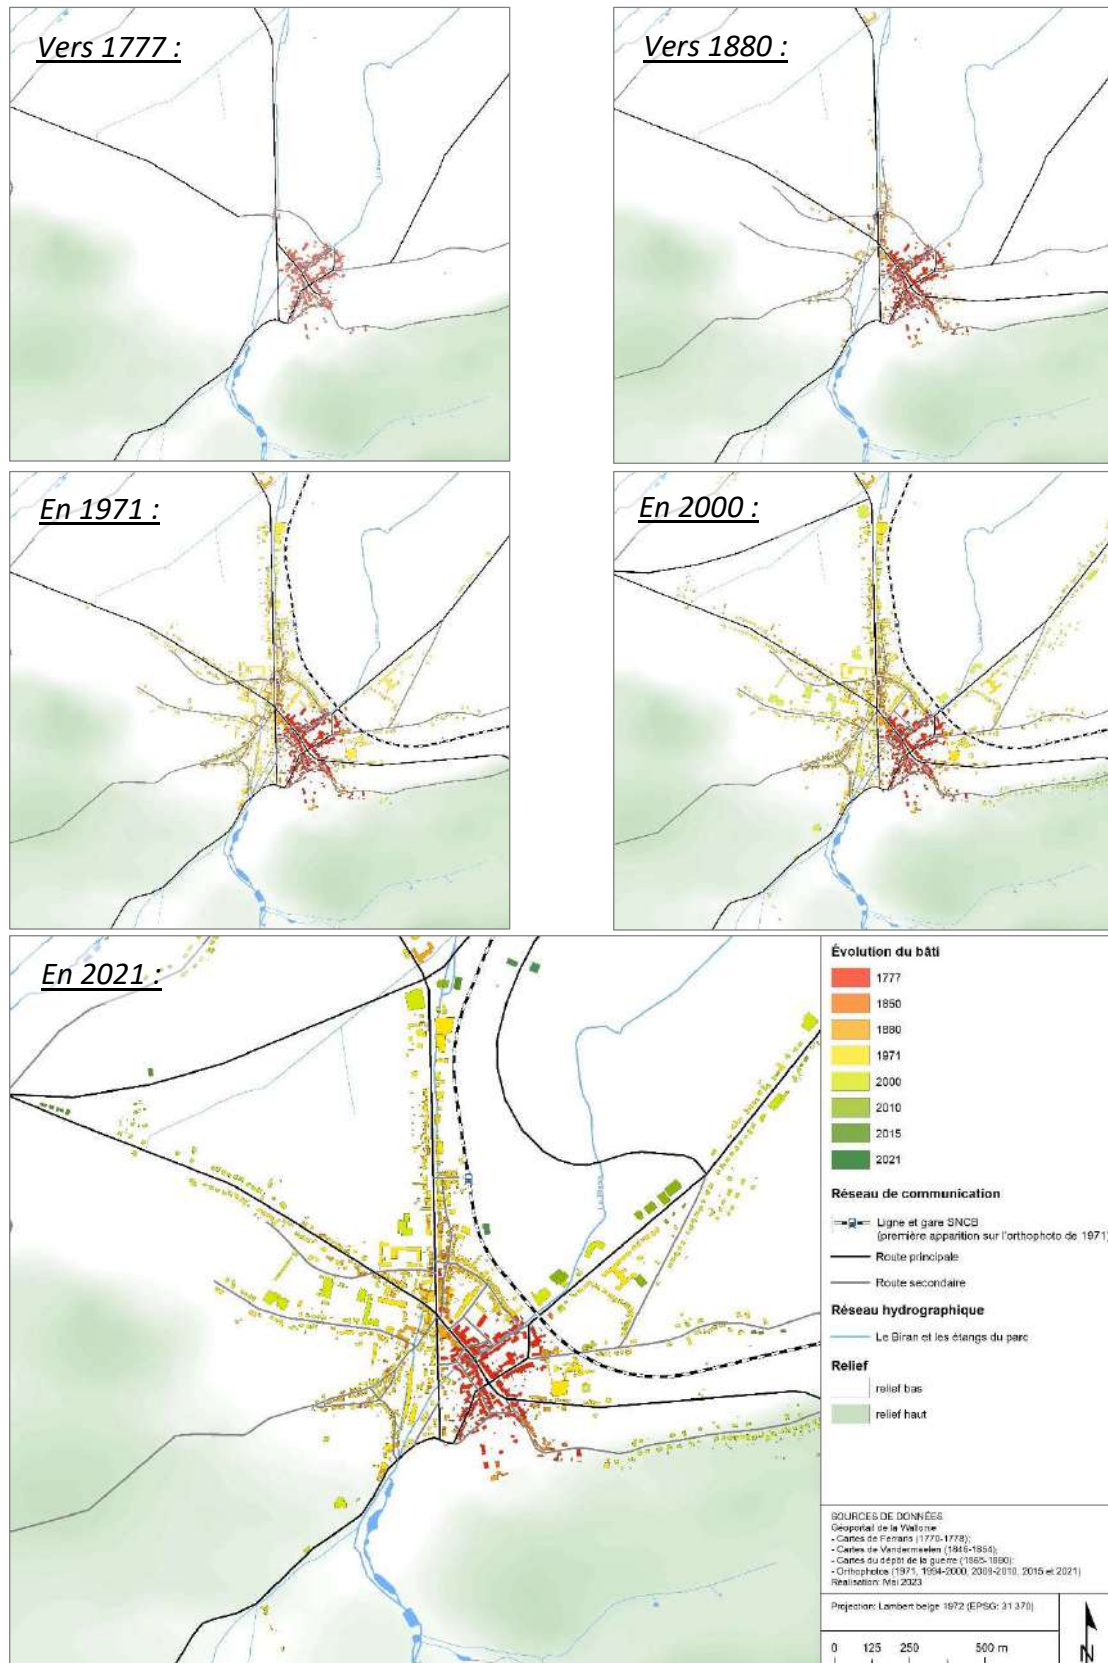 Vers 1777 :
Vers 1880 :
En 1971 :
En 2000 :
En 2021 :
Évolution du bâti
1777
1850
1880
1971
2000
2010
2015
2021
Réseau de communication
Ligne et gare SNCB
(première apparition sur l'orthophoto de 1971)
Route principale
Route secondaire
Réseau hydrographique
Le Biran et les étangs du parc
Relief
relief bas
relief haut
SOURCES DE DONNÉES
Géoportail de la Wallonie
- Cartes de Ferraris (1770-1778);
- Cartes de Vandermaelen (1846-1854);
- Cartes du dépôt de la guerre (1865-1880);
- Orthophotos (1971, 1994-2000, 2009-2010, 2015 et 2021)
Réalisation: Mai 2023
Projection: Lambert belge 1972 (EPSG: 31 370)
0 125 250 500 m
N